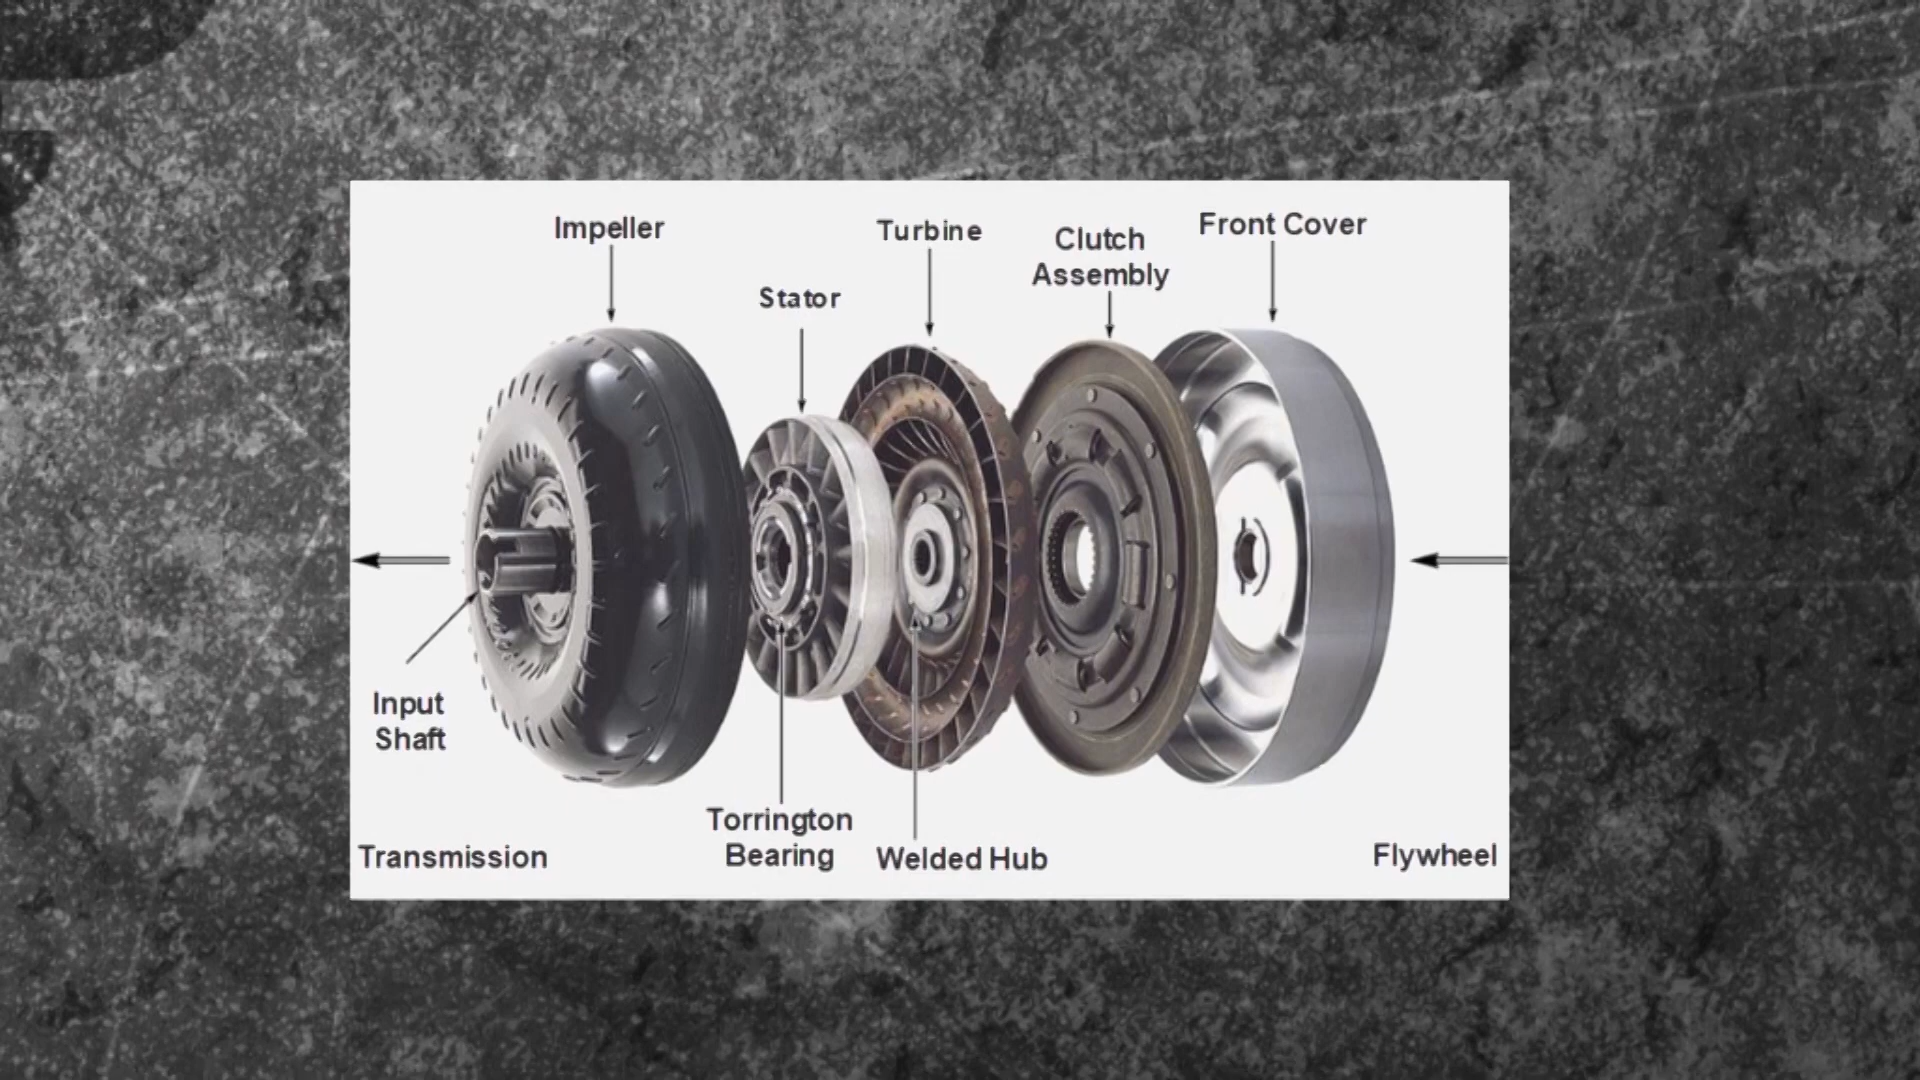 Impeller
Stator
Turbine
Clutch
Assembly
Front Cover
Input
Shaft
Torrington
Bearing
Welded Hub
Transmission
Flywheel